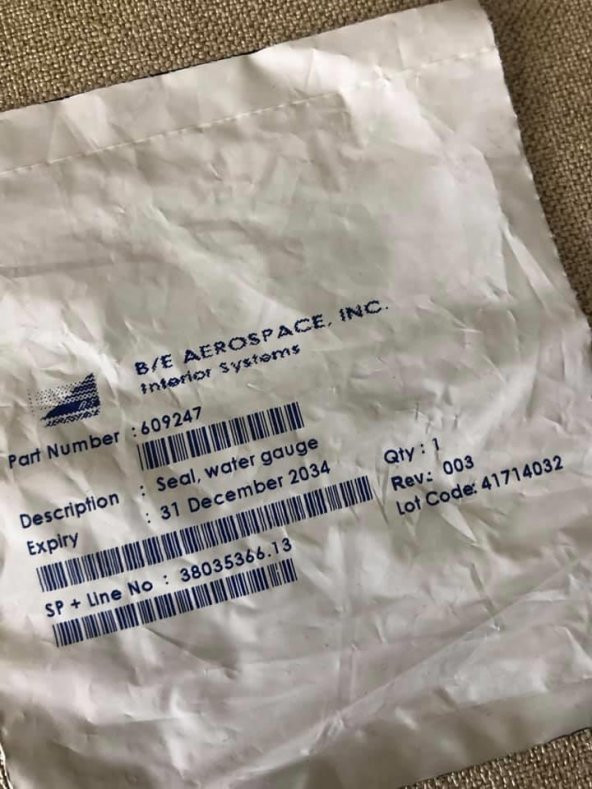 B/E AEROSPACE, INC.
Interior Systems
Part Number : 609247
Description : Seal, water gauge
Expiry : 31 December 2034
SP + Line No : 38035366.13
Qty : 1
Rev.: 003
Lot Code: 41714032